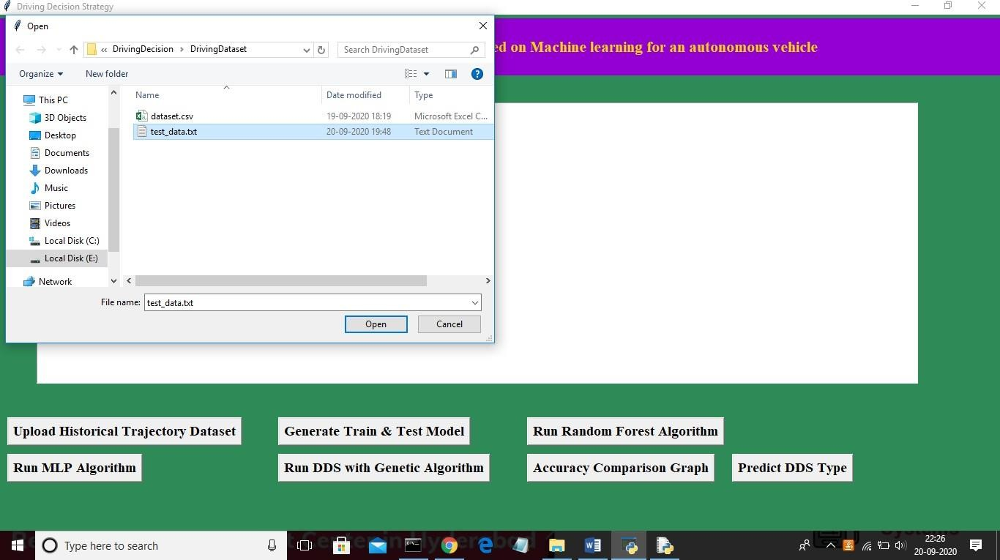 Driving Decision Strategy
Open
« DrivingDecision > DrivingDataset
Search DrivingDataset
ed on Machine learning for an autonomous vehicle
Organize
New folder
This PC
3D Objects
Desktop
Documents
Downloads
Music
Pictures
Videos
Local Disk (C:)
Local Disk (E:)
Network
Name Date modified Type
dataset.csv 19-09-2020 18:19 Microsoft Excel C...
test_data.txt 20-09-2020 19:48 Text Document
File name: test_data.txt
Open Cancel
Upload Historical Trajectory Dataset Generate Train & Test Model Run Random Forest Algorithm
Run MLP Algorithm Run DDS with Genetic Algorithm Accuracy Comparison Graph Predict DDS Type
Type here to search
22:26
20-09-2020